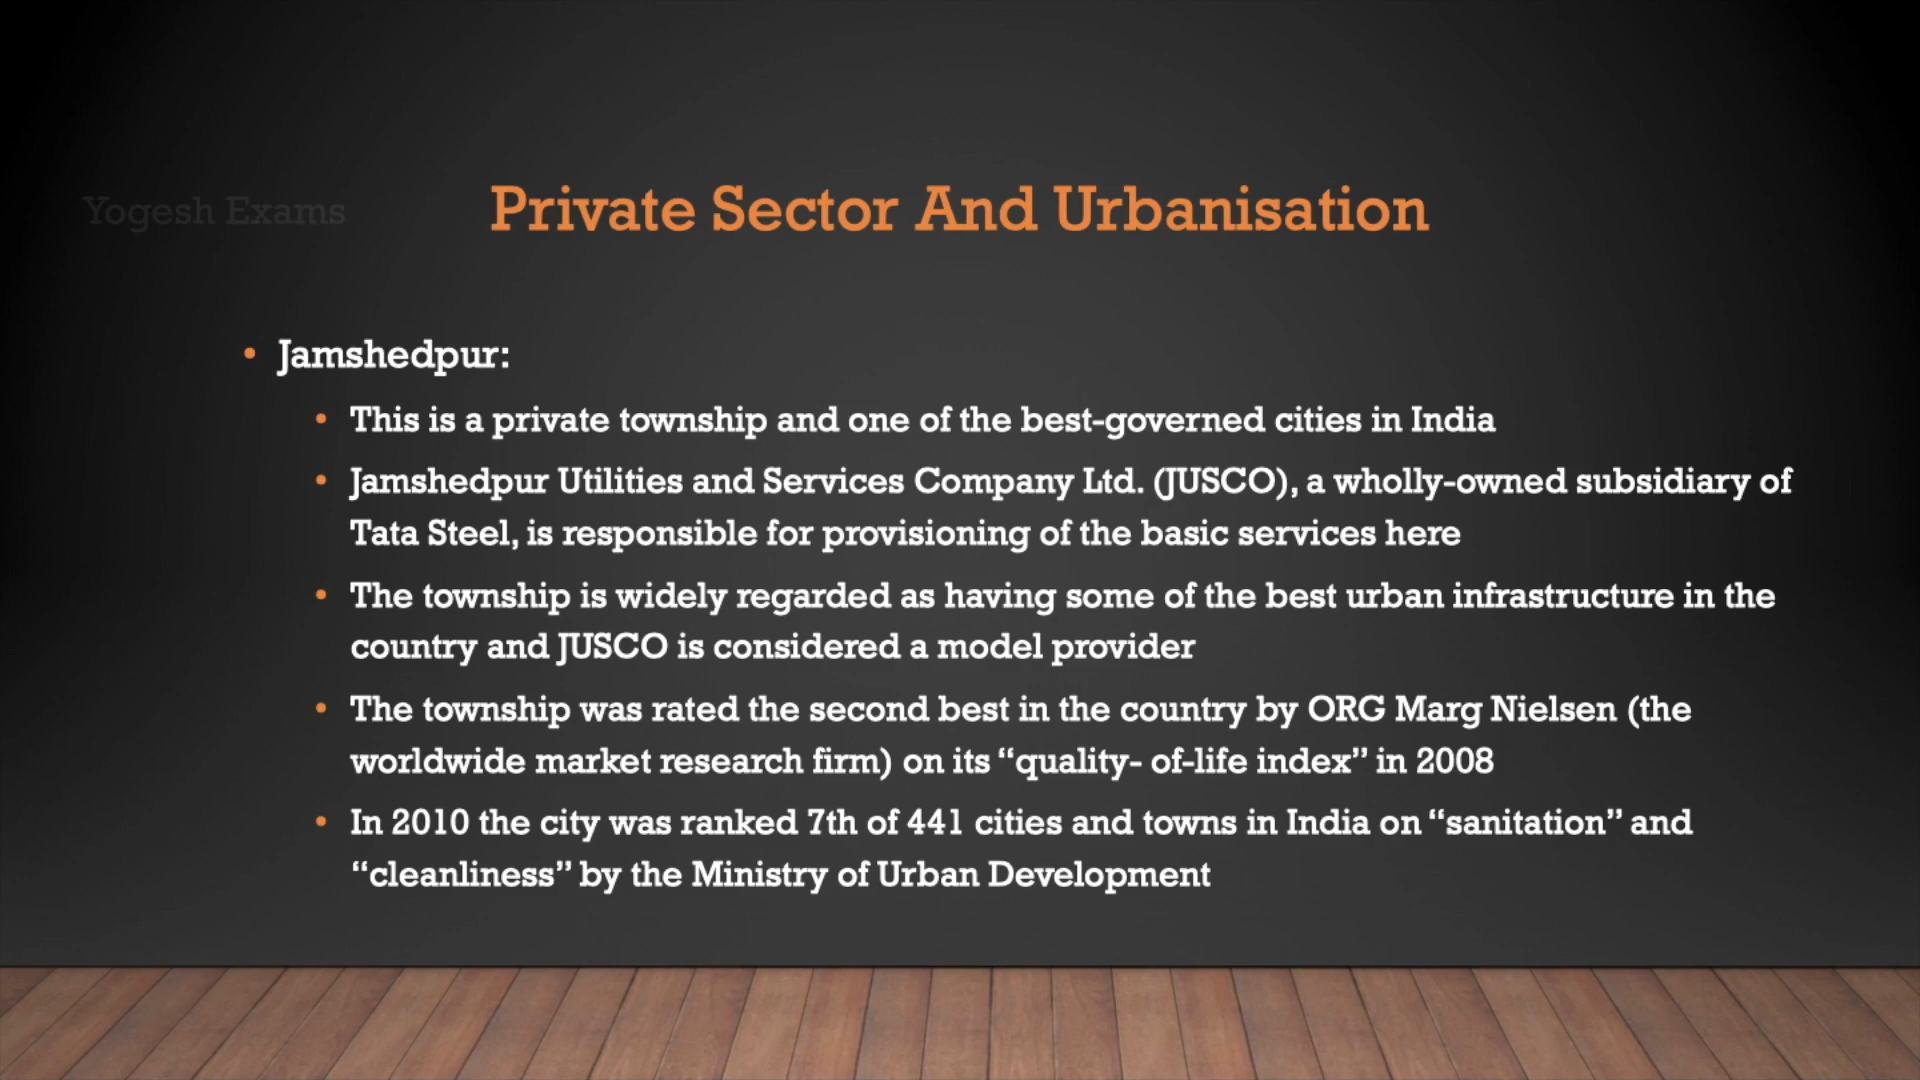 Yogesh Exams
Private Sector And Urbanisation
• Jamshedpur:
• This is a private township and one of the best-governed cities in India
• Jamshedpur Utilities and Services Company Ltd. (JUSCO), a wholly-owned subsidiary of
Tata Steel, is responsible for provisioning of the basic services here
• The township is widely regarded as having some of the best urban infrastructure in the
country and JUSCO is considered a model provider
• The township was rated the second best in the country by ORG Marg Nielsen (the
worldwide market research firm) on its “quality- of-life index” in 2008
• In 2010 the city was ranked 7th of 441 cities and towns in India on “sanitation” and
“cleanliness” by the Ministry of Urban Development